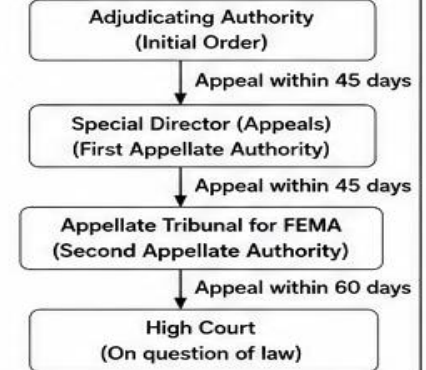 Adjudicating Authority
(Initial Order)
Appeal within 45 days
Special Director (Appeals)
(First Appellate Authority)
Appeal within 45 days
Appellate Tribunal for FEMA
(Second Appellate Authority)
Appeal within 60 days
High Court
(On question of law)